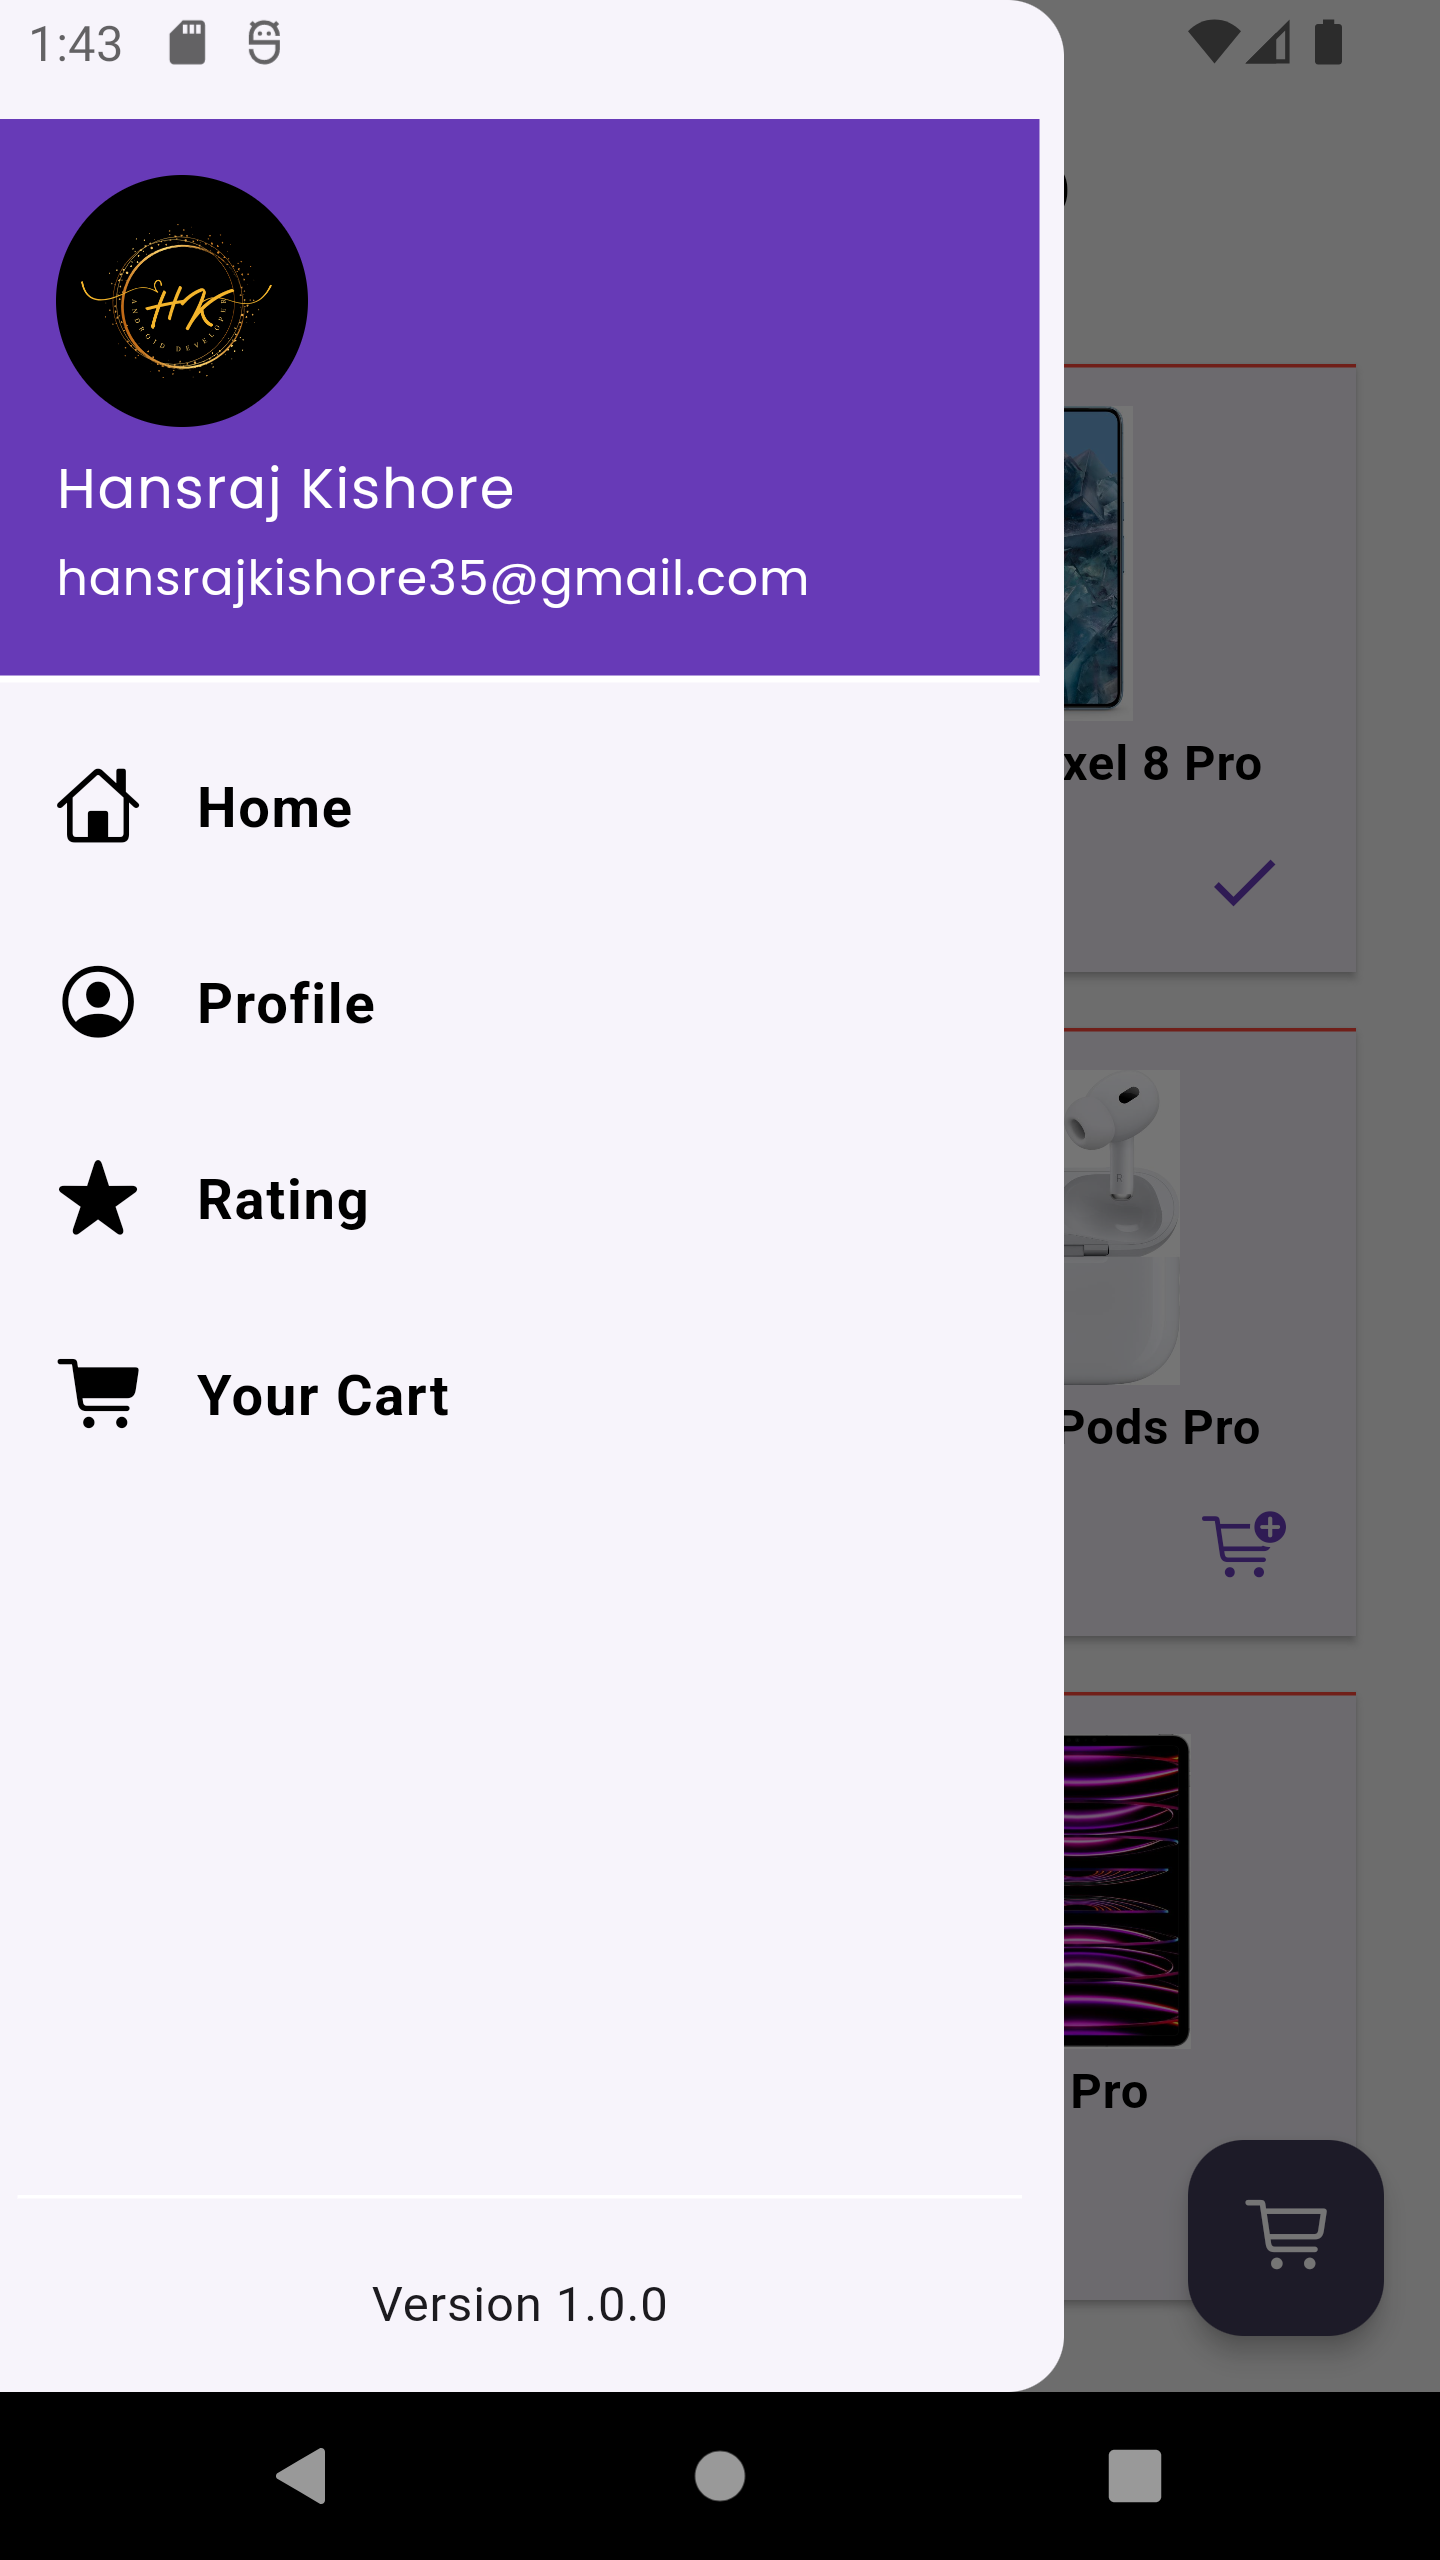 1:43
HK
ANDROID DEVELOPER
Hansraj Kishore
hansrajkishore35@gmail.com
Home
xel 8 Pro
Profile
Rating
R
Your Cart
Pods Pro
Pro
Version 1.0.0